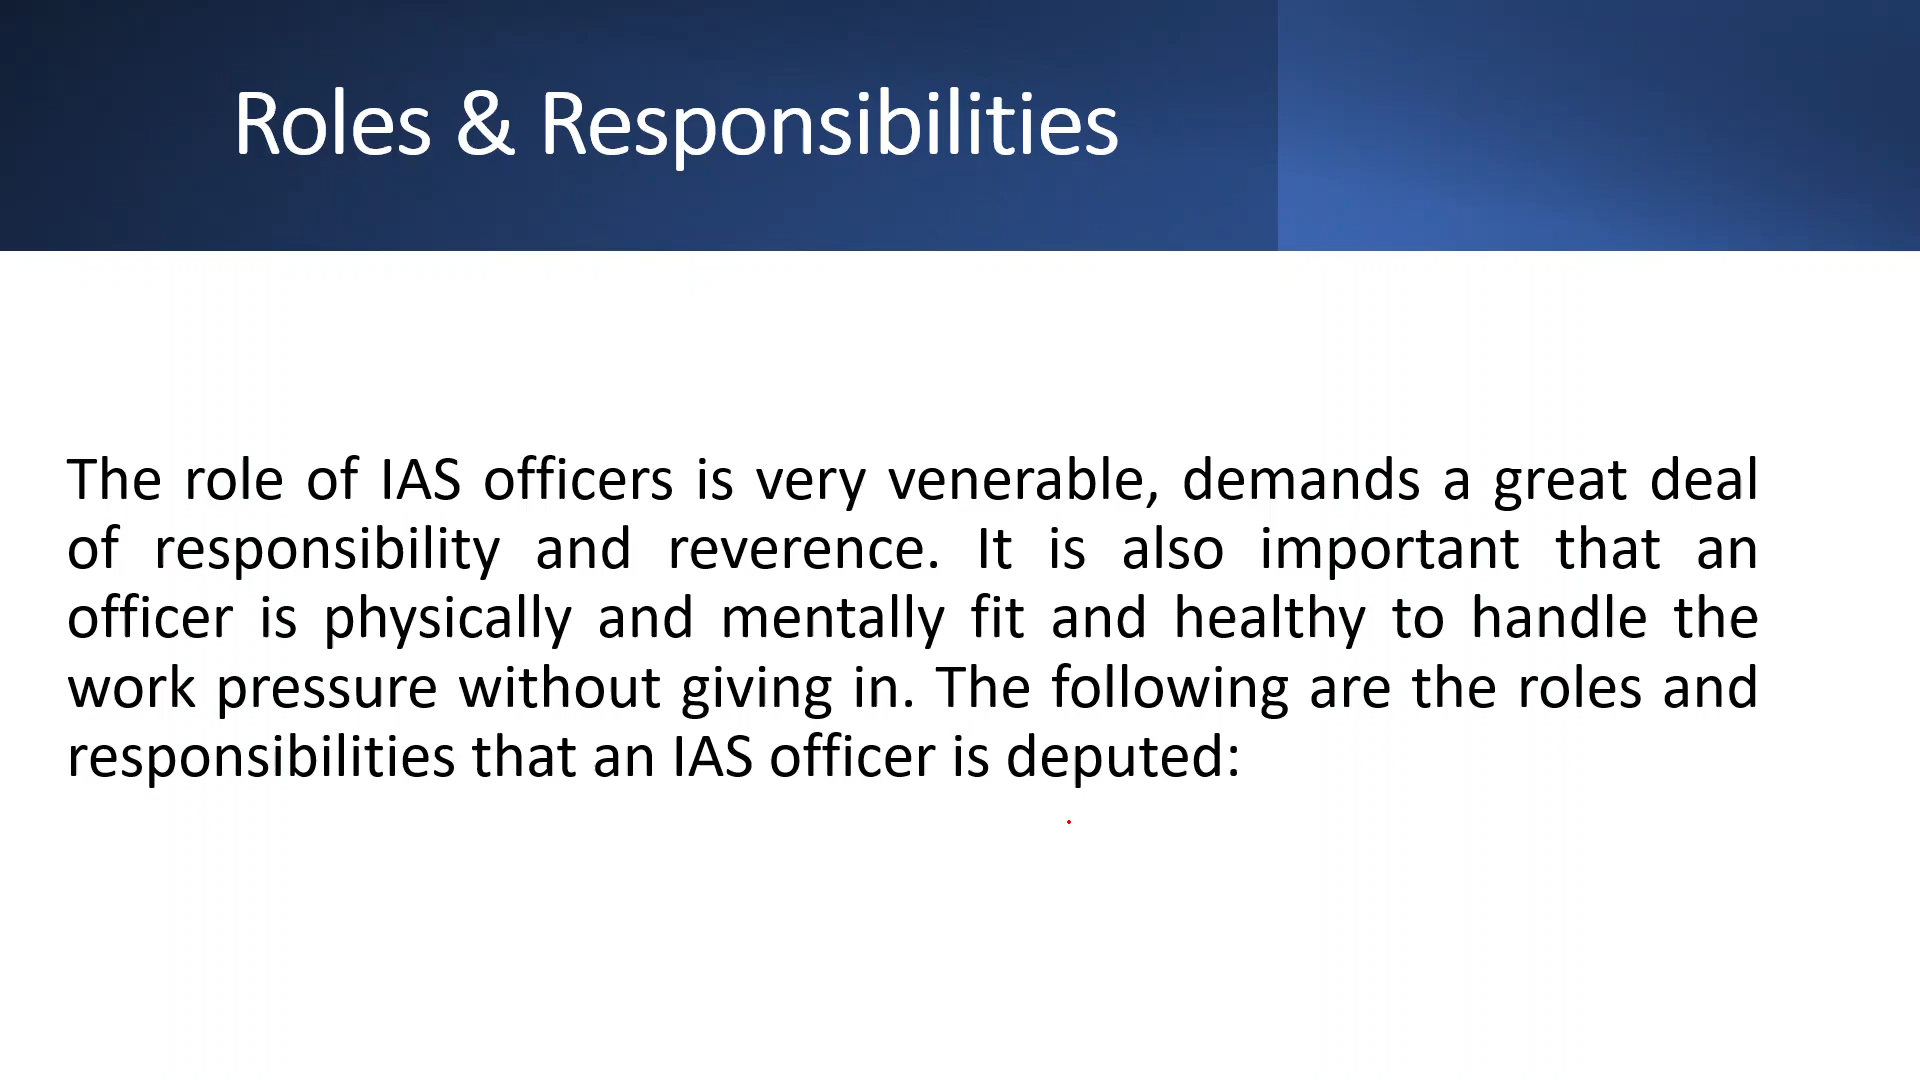 Roles & Responsibilities
The role of IAS officers is very venerable, demands a great deal
of responsibility and reverence. It is also important that an
officer is physically and mentally fit and healthy to handle the
work pressure without giving in. The following are the roles and
responsibilities that an IAS officer is deputed: